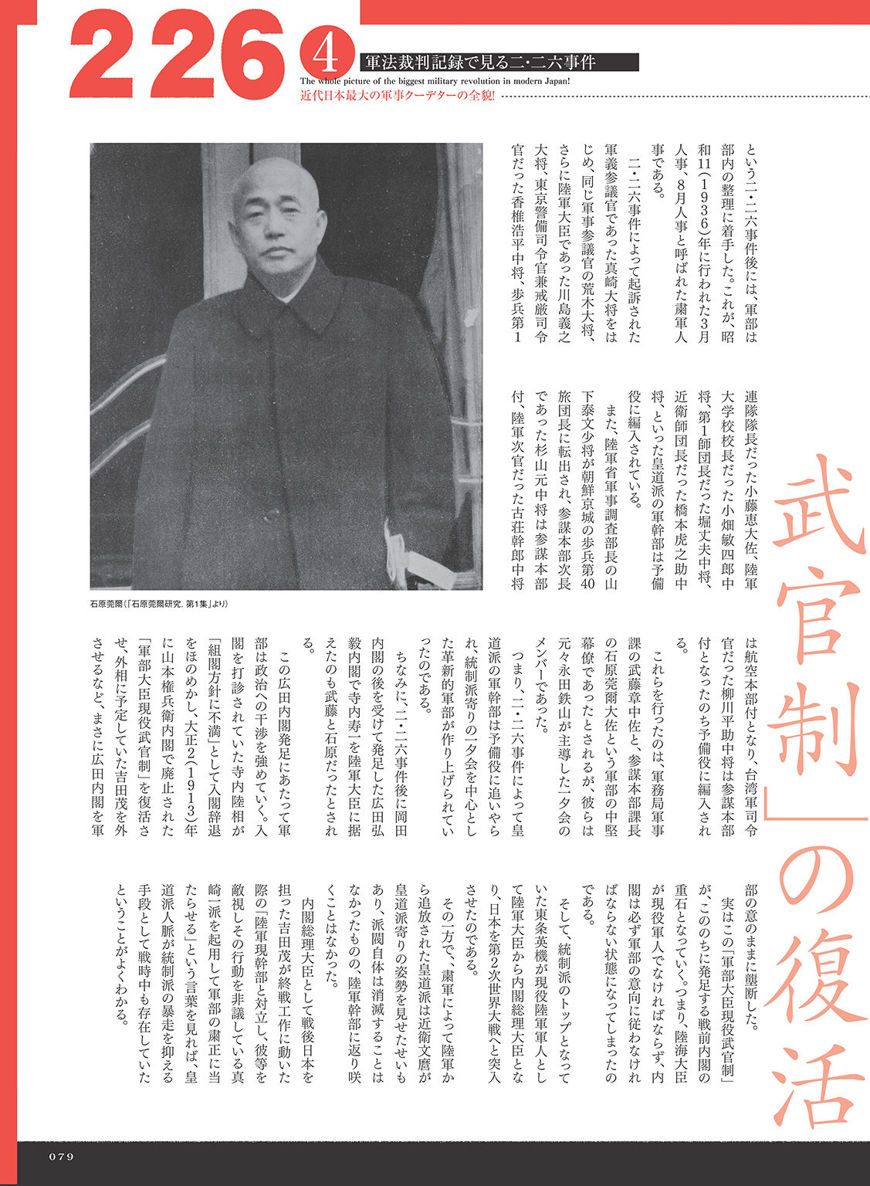 226
4
軍法裁判記録で見る二・二六事件
The whole picture of the biggest military revolution in modern Japan!
近代日本最大の軍事クーデターの全貌!
武官制」の復活
という二・二六事件後には、軍部は
部内の整理に着手した。これが、昭
和11(1936)年に行われた3月
人事、8月人事と呼ばれた粛軍人
事である。
二・二六事件によって起訴された
軍義参議官であった真崎大将をは
じめ、同じ軍事参議官の荒木大将、
さらに陸軍大臣であった川島義之
大将、東京警備司令官兼戒厳司令
官だった香椎浩平中将、歩兵第1
連隊隊長だった小藤恵大佐、陸軍
大学校校長だった小畑敏四郎中
将、第1師団長だった堀丈夫中将、
近衛師団長だった橋本虎之助中
将、といった皇道派の軍幹部は予備
役に編入されている。
また、陸軍省軍事調査部長の山
下泰文少将が朝鮮京城の歩兵第40
旅団長に転出され、参謀本部次長
であった杉山元中将は参謀本部
付、陸軍次官だった古荘幹郎中将
は航空本部付となり、台湾軍司令
官だった柳川平助中将は参謀本部
付となったのち予備役に編入され
る。
これらを行ったのは、軍務局軍事
課の武藤章中佐と、参謀本部課長
の石原莞爾大佐という軍部の中堅
幕僚であったとされるが、彼らは
元々永田鉄山が主導した一夕会の
メンバーであった。
つまり、二・二六事件によって皇
道派の軍幹部は予備役に追いやら
れ、統制派寄りの一夕会を中心とし
た革新的軍部が作り上げられてい
ったのである。
ちなみに、二・二六事件後に岡田
内閣の後を受けて発足した広田弘
毅内閣で寺内寿一を陸軍大臣に据
えたのも武藤と石原だったとされ
る。
この広田内閣発足にあたって軍
部は政治への干渉を強めていく。入
閣を打診されていた寺内陸相が
「組閣方針に不満」として入閣辞退
をほのめかし、大正2(1913)年
に山本権兵衛内閣で廃止された
「軍部大臣現役武官制」を復活さ
せ、外相に予定していた吉田茂を外
させるなど、まさに広田内閣を軍
部の意のままに壟断した。
実はこの「軍部大臣現役武官制」
が、こののちに発足する戦前内閣の
重石となっていく。つまり、陸海大臣
が現役軍人でなければならず、内
閣は必ず軍部の意向に従わなけれ
ばならない状態になってしまったの
である。
そして、統制派のトップとなって
いた東条英機が現役陸軍軍人とし
て陸軍大臣から内閣総理大臣とな
り、日本を第2次世界大戦へと突入
させたのである。
その一方で、粛軍によって陸軍か
ら追放された皇道派は近衛文麿が
皇道派寄りの姿勢を見せたせいも
あり、派閥自体は消滅することは
なかったものの、陸軍幹部に返り咲
くことはなかった。
内閣総理大臣として戦後日本を
担った吉田茂が終戦工作に動いた
際の「陸軍現幹部と対立し、彼等を
敵視しその行動を非議している真
崎一派を起用して軍部の粛正に当
たらせる」という言葉を見れば、皇
道派人脈が統制派の暴走を抑える
手段として戦時中も存在していた
ということがよくわかる。
石原莞爾(「石原莞爾研究. 第1集」より)
079